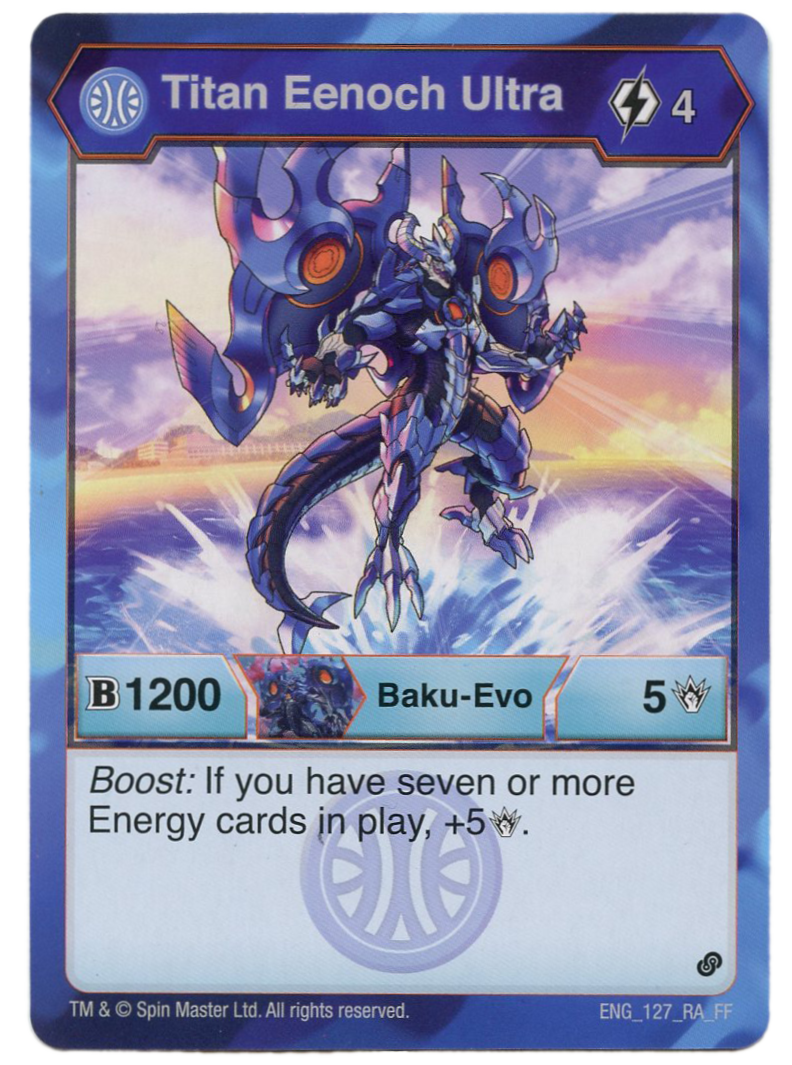 Titan Eenoch Ultra
4
B 1200
Baku-Evo
5
Boost: If you have seven or more
Energy cards in play, +5.
TM & © Spin Master Ltd. All rights reserved.
ENG_127_RA_FF